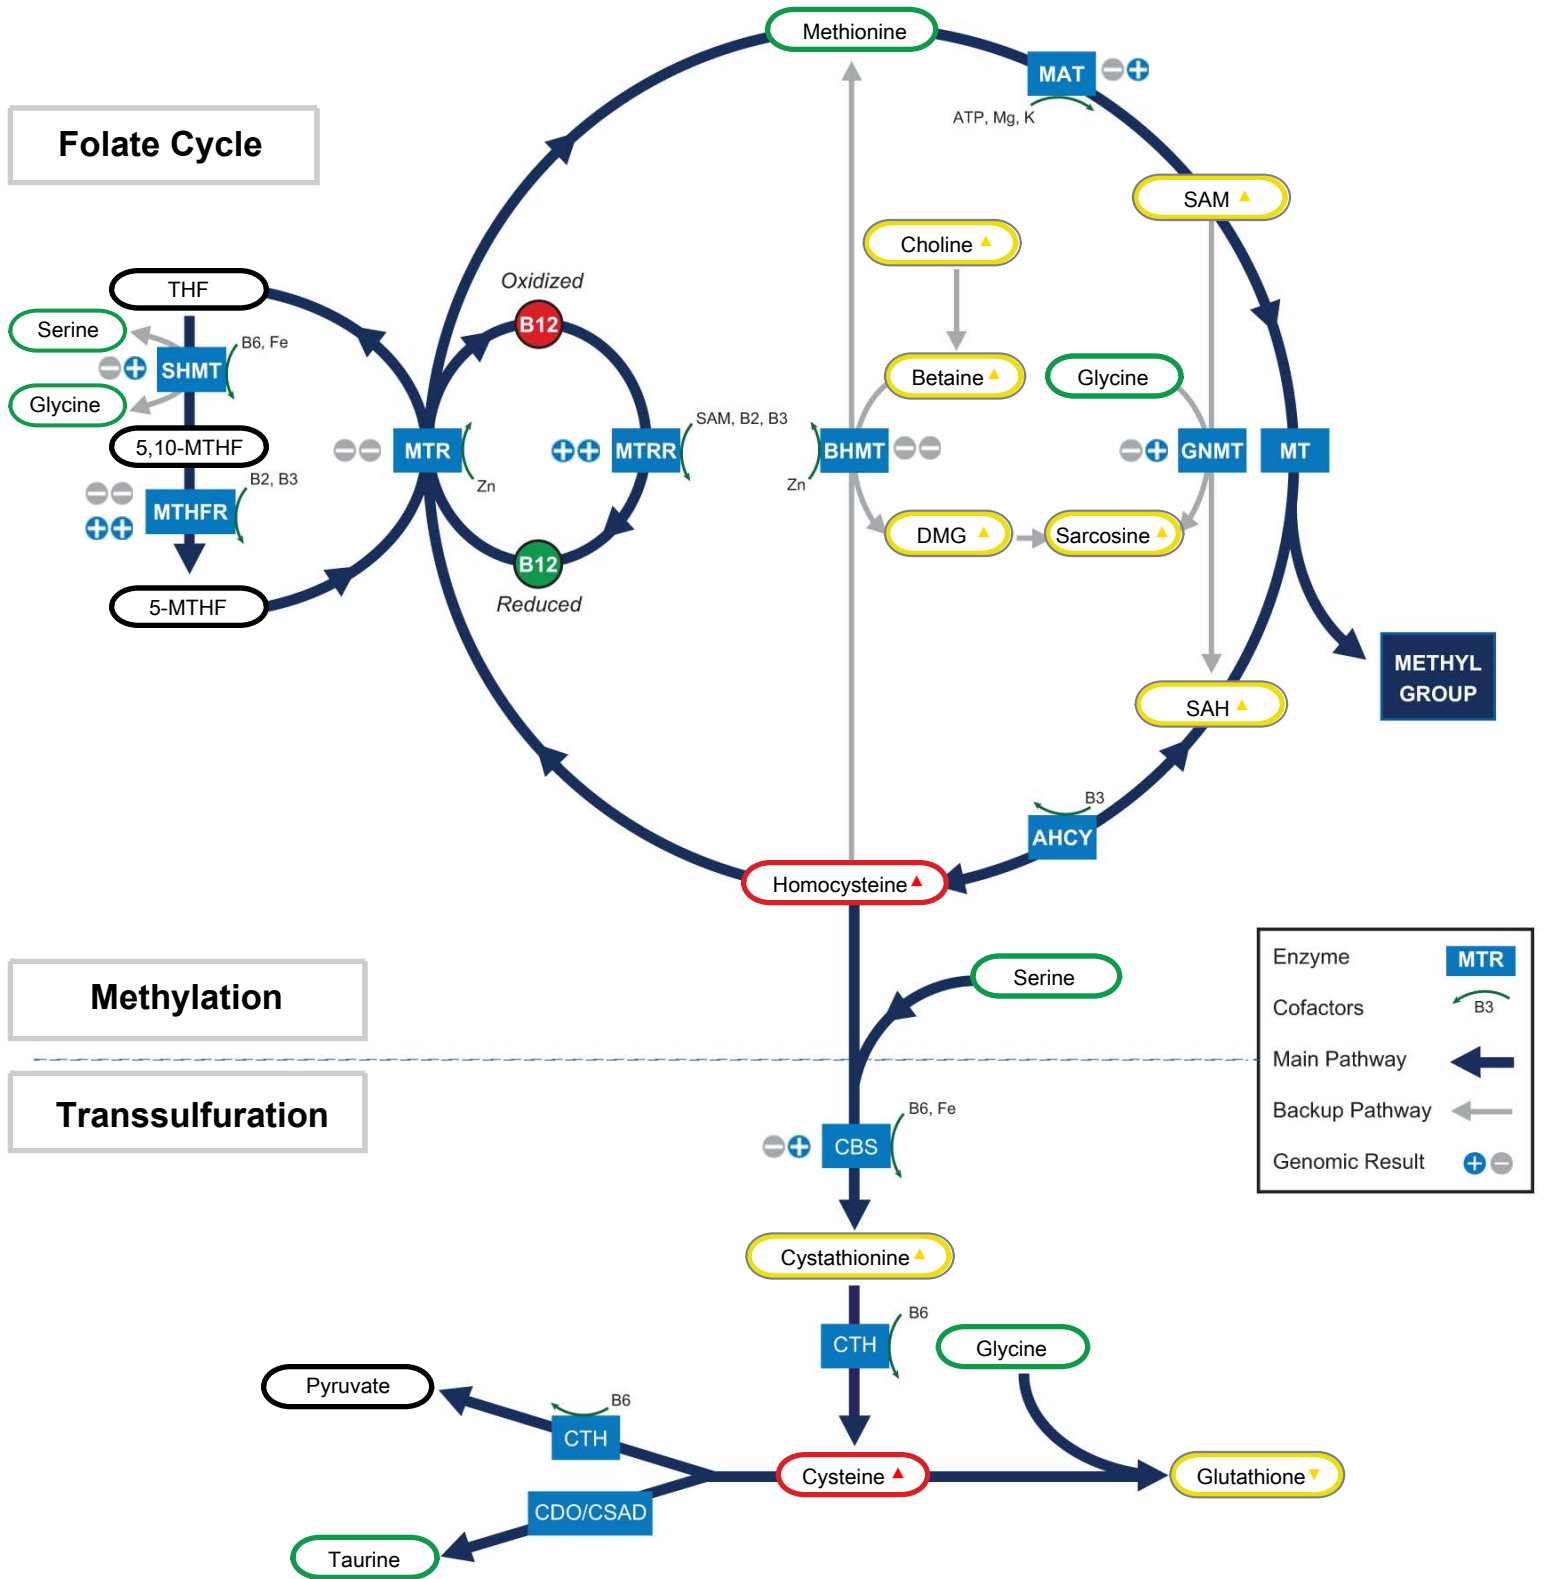 Methionine
MAT
ATP, Mg, K
Folate Cycle
SAM
Choline
Oxidized
B12
THF
Serine
B6, Fe
SHMT
Glycine
Betaine
Glycine
SAM, B2, B3
5,10-MTHF
MTR
MTRR
BHMT
GNMT
MT
B2, B3
Zn
Zn
MTHFR
DMG
Sarcosine
B12
Reduced
5-MTHF
METHYL
GROUP
SAH
B3
AHCY
Homocysteine
Serine
Methylation
Transsulfuration
Enzyme
MTR
Cofactors
B3
Main Pathway
Backup Pathway
Genomic Result
B6, Fe
CBS
Cystathionine
B6
CTH
Glycine
Pyruvate
B6
CTH
Cysteine
Glutathione
CDO/CSAD
Taurine